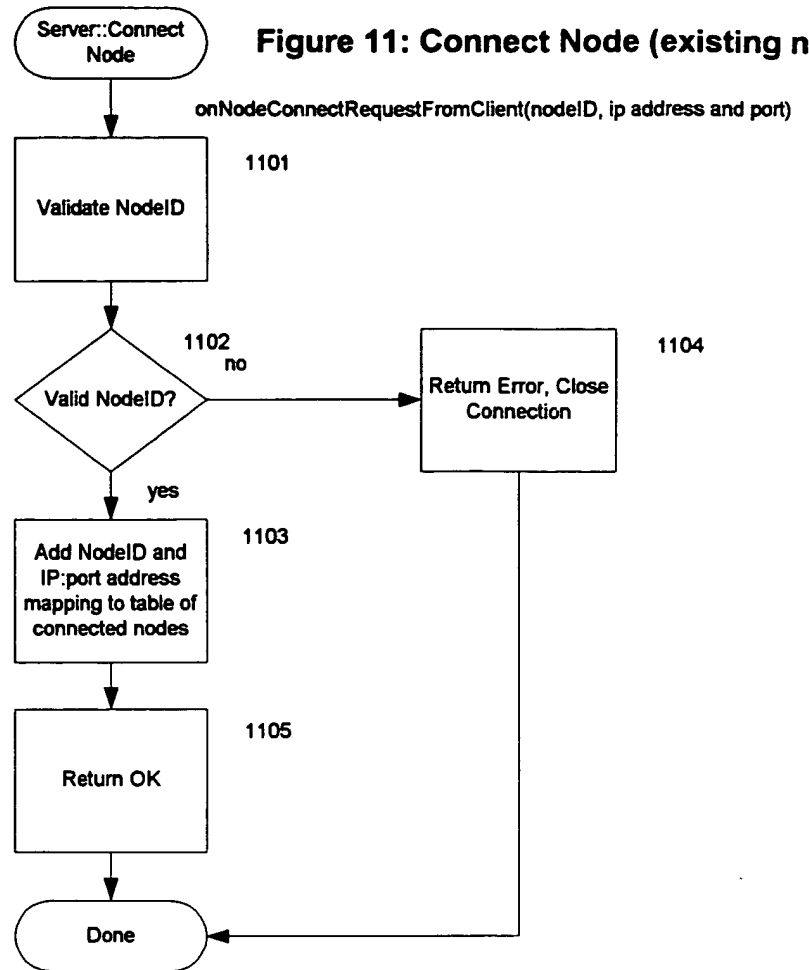 Server::Connect
Node
Figure 11: Connect Node (existing n
onNodeConnectRequestFromClient(nodeID, ip address and port)
1101
Validate NodeID
1102
no
1104
Valid NodeID?
Return Error, Close
Connection
yes
1103
Add NodeID and
IP:port address
mapping to table of
connected nodes
1105
Return OK
Done